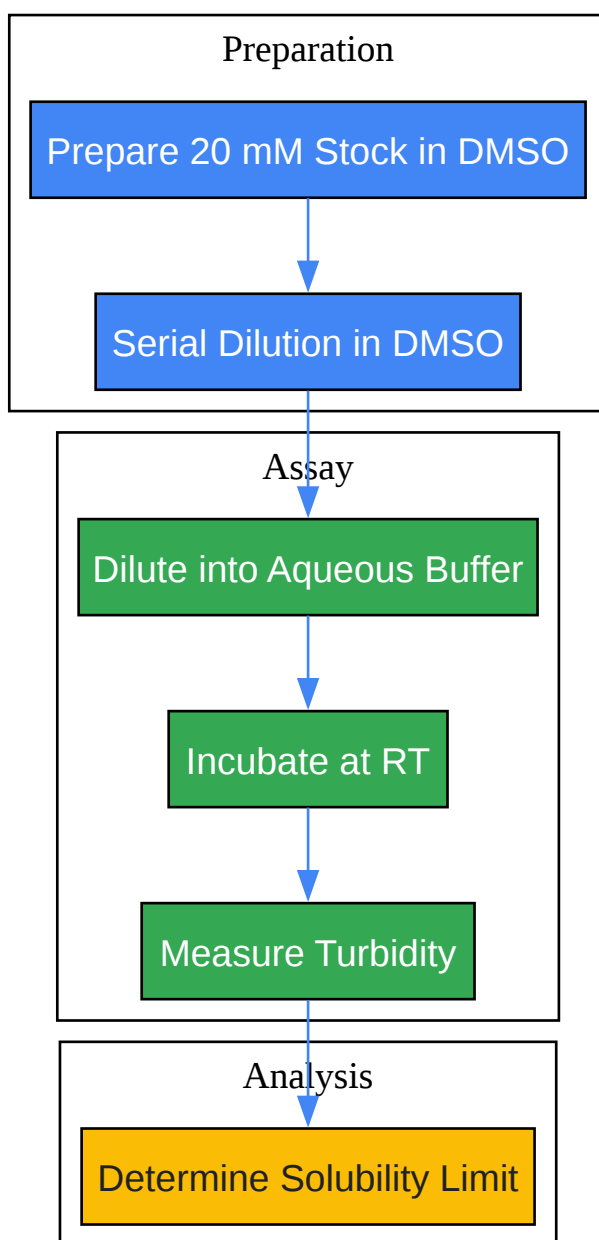 Preparation
Prepare 20 mM Stock in DMSO
Serial Dilution in DMSO
Assay
Dilute into Aqueous Buffer
Incubate at RT
Measure Turbidity
Analysis
Determine Solubility Limit